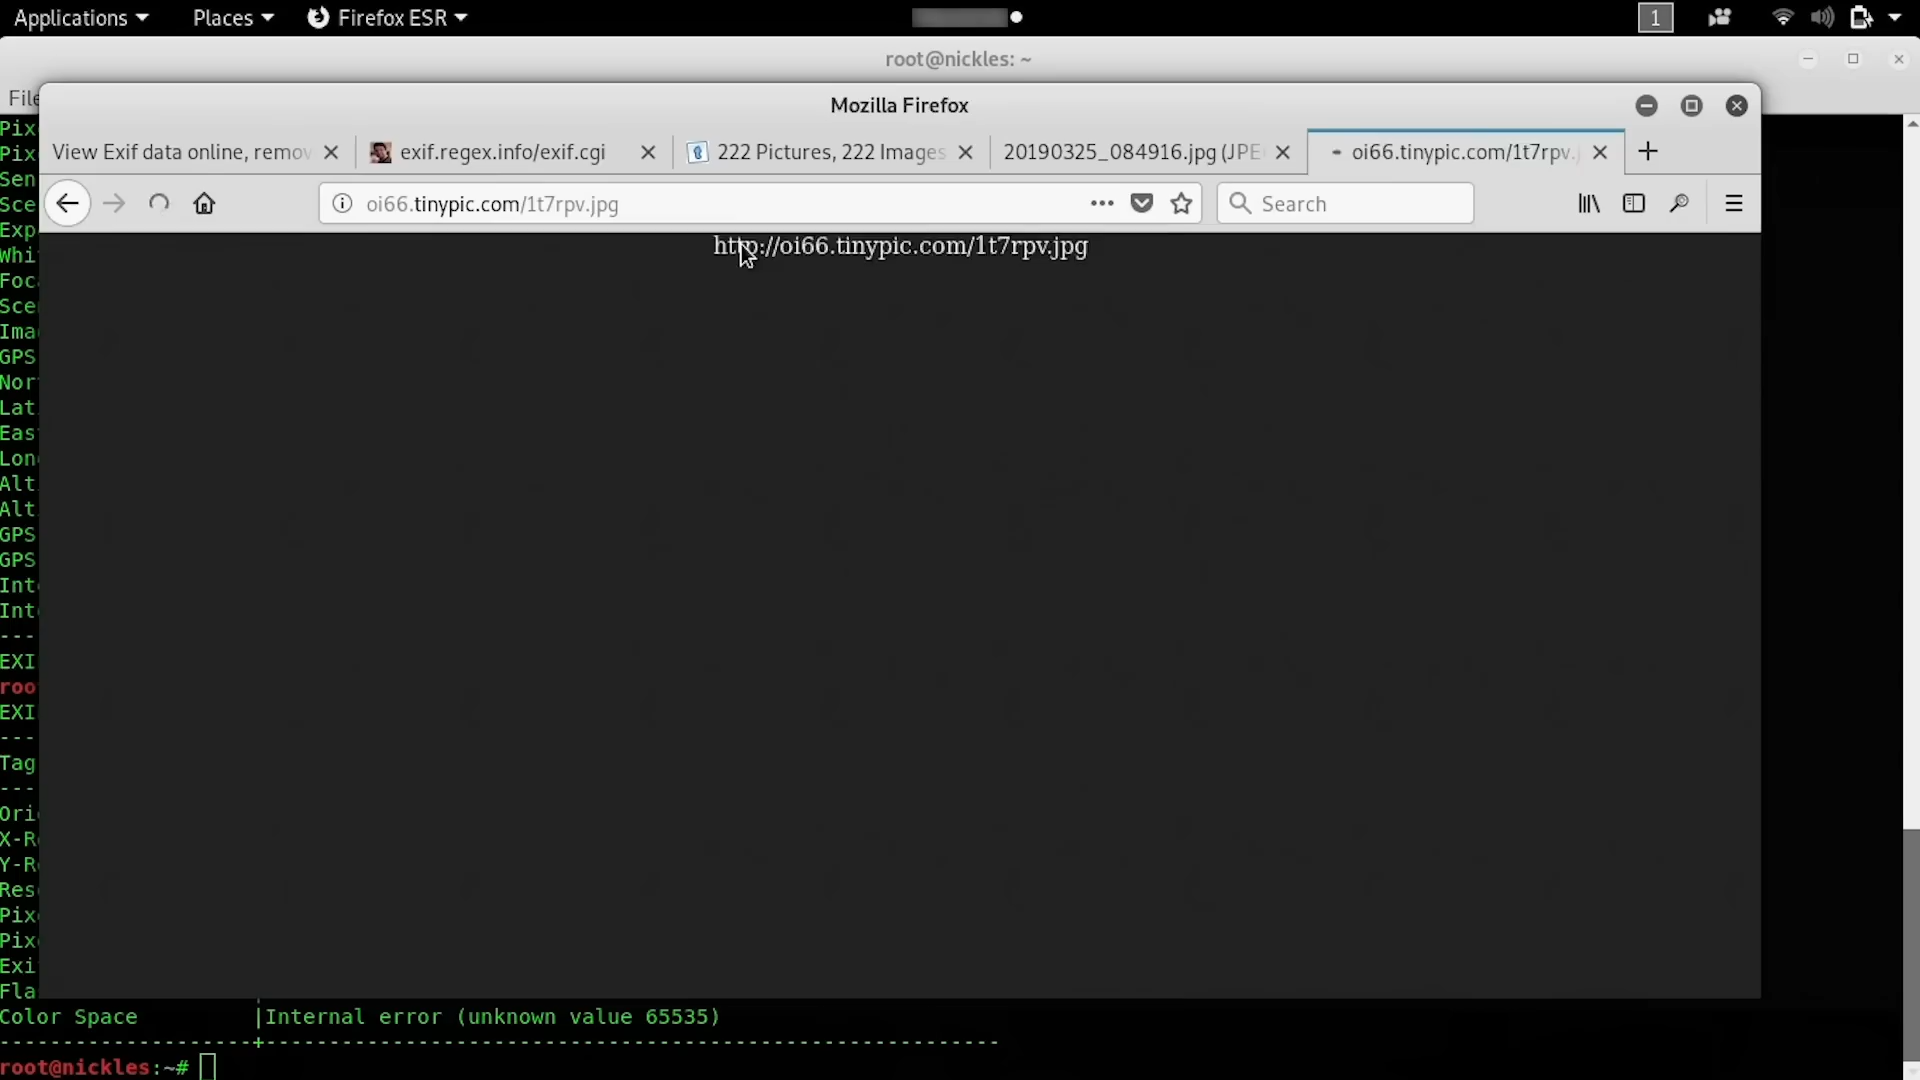 Applications Places Firefox ESR 1
root@nickles: ~
File
Mozilla Firefox
View Exif data online, remov exif.regex.info/exif.cgi 222 Pictures, 222 Images 20190325_084916.jpg (JPE oi66.tinypic.com/1t7rpv.j
oi66.tinypic.com/1t7rpv.jpg Search
http://oi66.tinypic.com/1t7rpv.jpg
Pix
Pix
Sen
Sce
Exp
Whi
Foc
Sce
Ima
GPS
Nor
Lat
Eas
Lon
Alt
Alt
GPS
GPS
Int
Int
---
EXI
roo
EXI
---
Tag
---
Ori
X-R
Y-R
Res
Pix
Pix
Exi
Fla
Color Space |Internal error (unknown value 65535)
--------------------+----------------------------------------------------------
root@nickles:~#